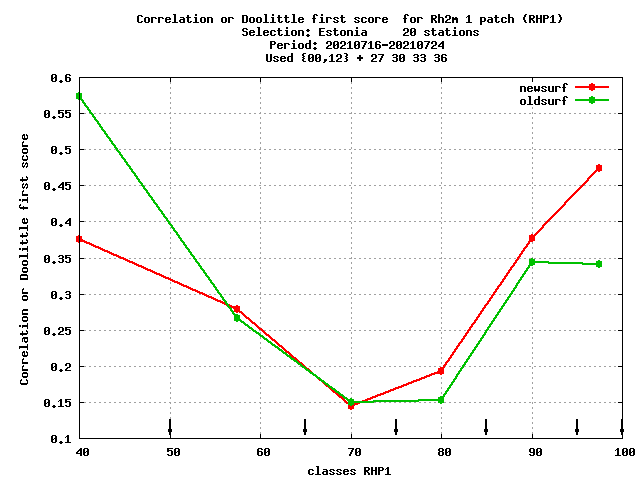 Correlation or Doolittle first score  for Rh2m 1 patch (RHP1)
Selection: Estonia     20 stations
Period: 20210716-20210724
Used {00,12} + 27 30 33 36
newsurf
oldsurf
Correlation or Doolittle first score
0.6
0.55
0.5
0.45
0.4
0.35
0.3
0.25
0.2
0.15
0.1
40 50 60 70 80 90 100
classes RHP1